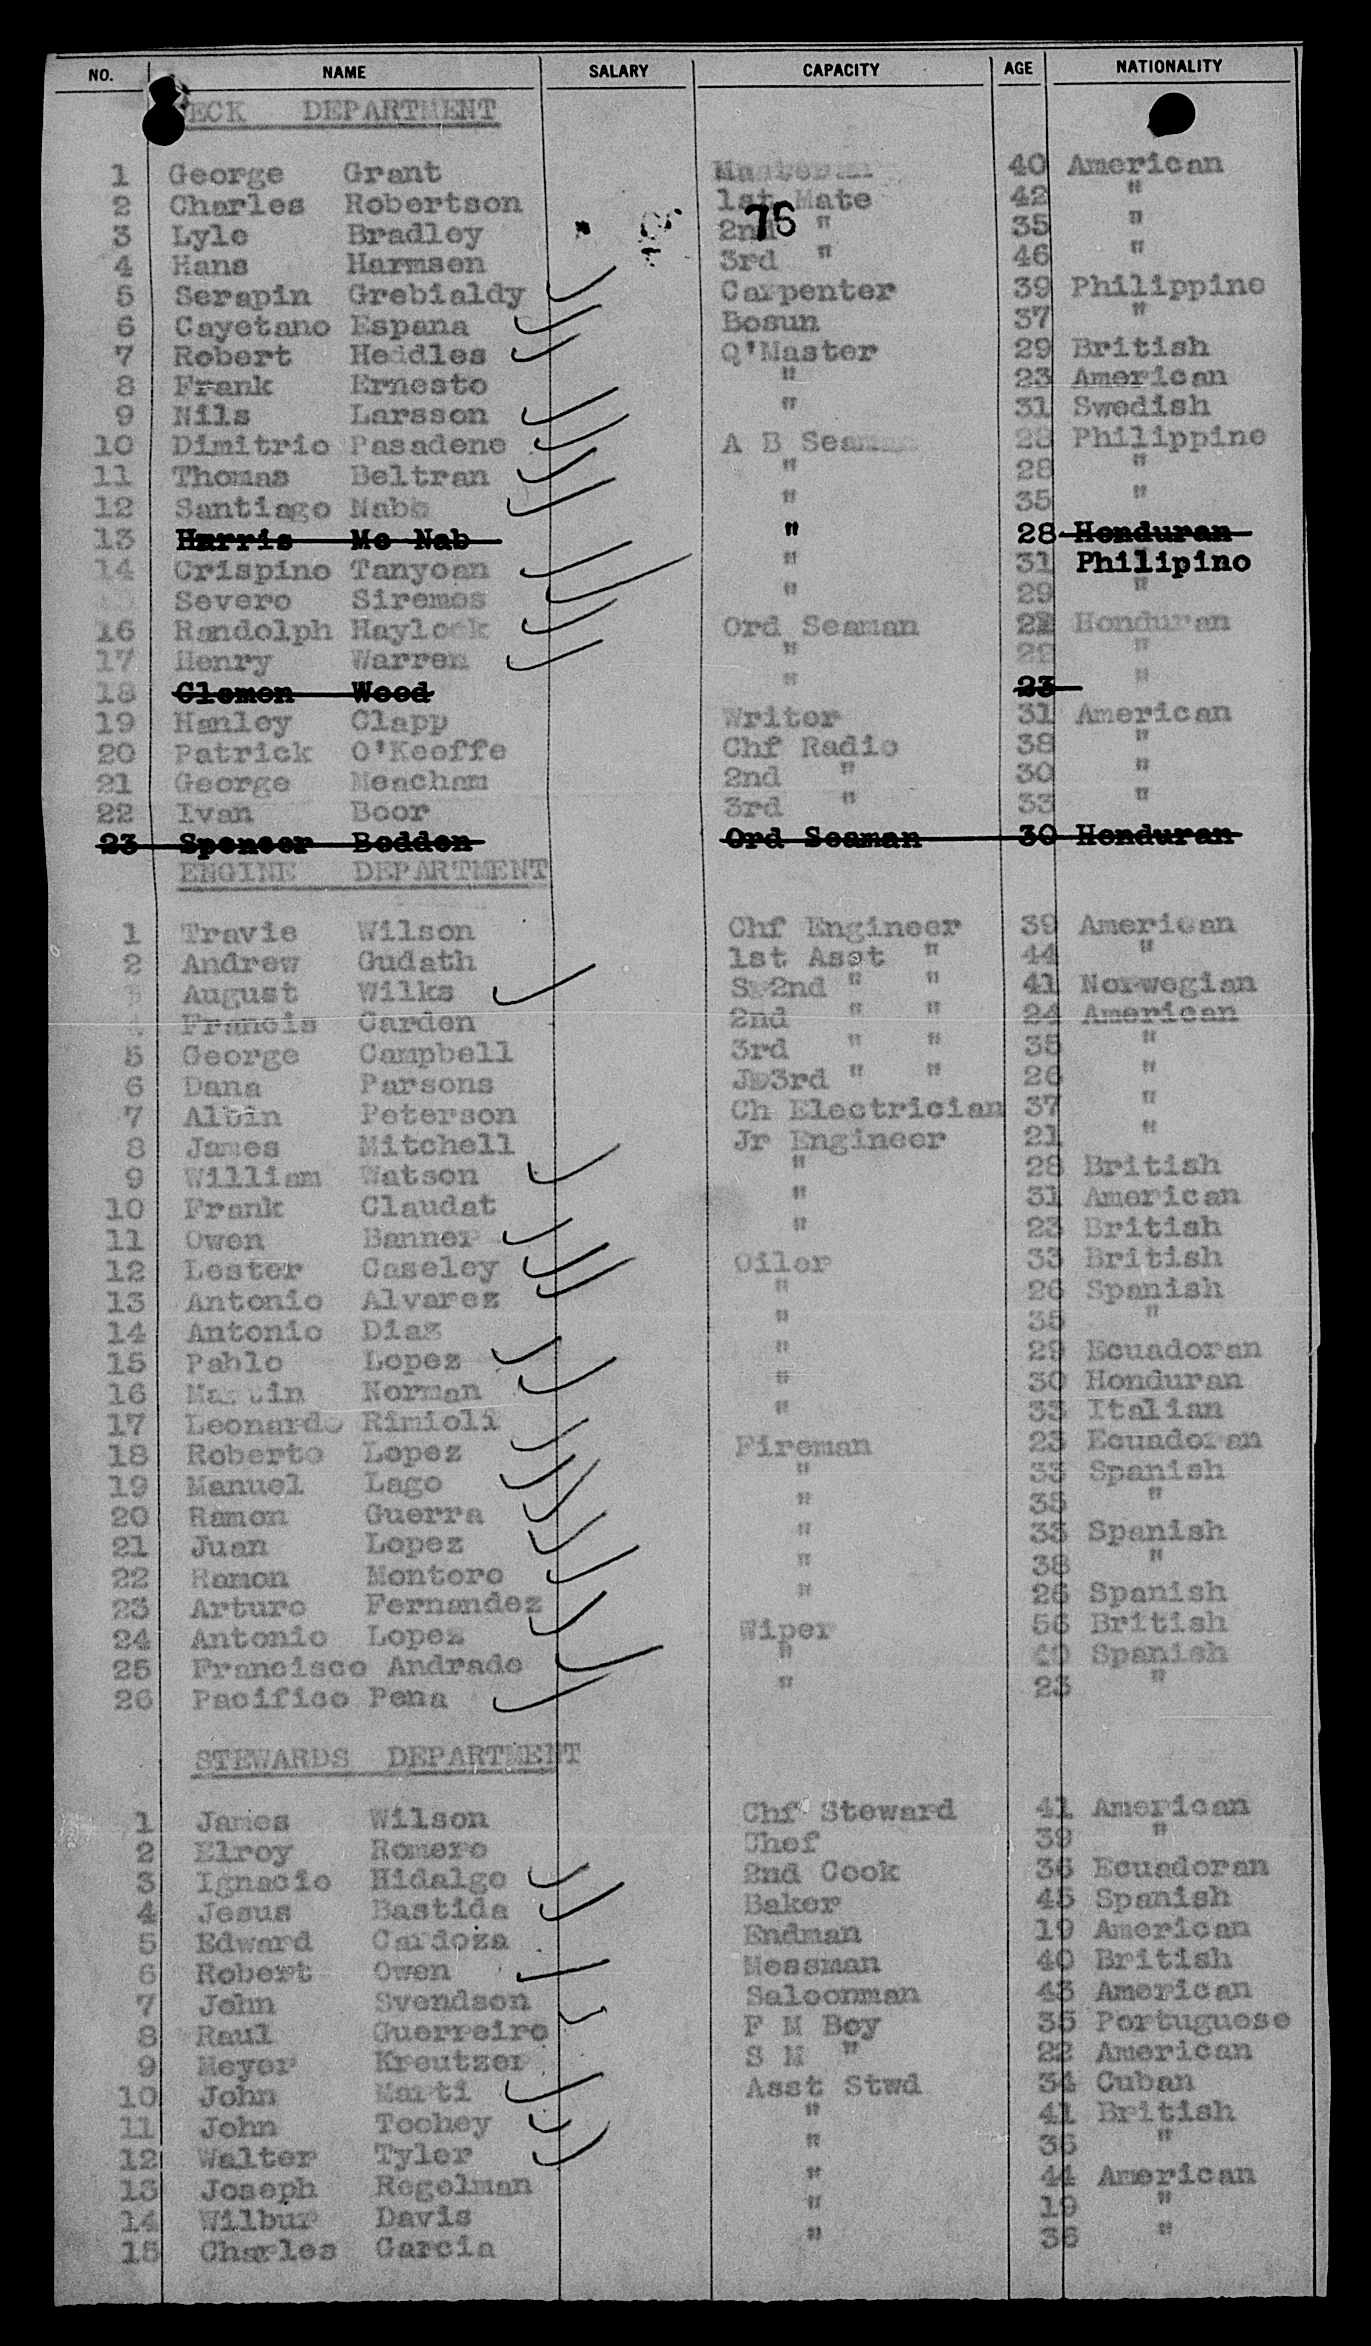 NO. NAME SALARY CAPACITY AGE NATIONALITY
ECK DEPARTMENT
1 George Grant Master 40 American
2 Charles Robertson 1st Mate 42 "
3 Lyle Bradley 2nd " 35 "
76
4 Hans Harmsen 3rd " 46 "
5 Serapin Grebialdy Carpenter 39 Philippine
6 Cayetano Espana Bosun 37 "
7 Robert Heddles Q'Master 29 British
8 Frank Ernesto " 23 American
9 Nils Larsson " 31 Swedish
10 Dimitrio Pasadene A B Seaman 28 Philippine
11 Thomas Beltran " 28 "
12 Santiago Nabo " 35 "
13 Harris Mc Nab " 28 Honduran
14 Crispino Tanyoan " 31 Philipino
Severo Siremos " 29 "
16 Randolph Haylock Ord Seaman 22 Honduran
17 Henry Warren " 22 "
18 Clemon Wood " 23 "
19 Hanley Clapp Writer 31 American
20 Patrick O'Keeffe Chf Radio 38 "
21 George Meacham 2nd " 30 "
22 Ivan Boor 3rd " 33 "
23 Spencer Bodden Ord Seaman 30 Honduran
ENGINE DEPARTMENT
1 Travie Wilson Chf Engineer 39 American
2 Andrew Gudath 1st Asst " 44 "
August Wilks Sr2nd " " 41 Norwegian
Francis Carden 2nd " " 24 American
5 George Campbell 3rd " " 35 "
6 Dana Parsons Jr3rd " " 26 "
7 Albin Peterson Ch Electrician 37 "
8 James Mitchell Jr Engineer 21 "
9 William Watson " 28 British
10 Frank Claudat " 31 American
11 Owen Banner " 23 British
12 Lester Caseley Oiler 33 British
13 Antonio Alvarez " 26 Spanish
14 Antonio Diaz " 35 "
15 Pablo Lopez " 29 Ecuadoran
16 Martin Norman " 30 Honduran
17 Leonardo Rimioli " 33 Italian
18 Roberto Lopez Fireman 23 Ecuadoran
19 Manuel Lago " 33 Spanish
20 Ramon Guerra " 35 "
21 Juan Lopez " 33 Spanish
22 Ramon Montoro " 38 "
23 Arturo Fernandez " 26 Spanish
24 Antonio Lopez Wiper 56 British
25 Francisco Andrade " 40 Spanish
26 Pacifico Pena " 23 "
STEWARDS DEPARTMENT
1 James Wilson Chf Steward 41 American
2 Elroy Romero Chef 39 "
3 Ignacio Hidalgo 2nd Cook 36 Ecuadoran
4 Jesus Bastida Baker 45 Spanish
5 Edward Cardoza Endman 19 American
6 Robert Owen Messman 40 British
7 John Svendson Saloonman 43 American
8 Raul Guerreiro P M Boy 35 Portuguese
9 Meyer Kreutzer S M " 22 American
10 John Marti Asst Stwd 34 Cuban
11 John Toohey " 41 British
12 Walter Tyler " 36 "
13 Joseph Regelman " 44 American
14 Wilbur Davis " 19 "
15 Charles Garcia " 36 "